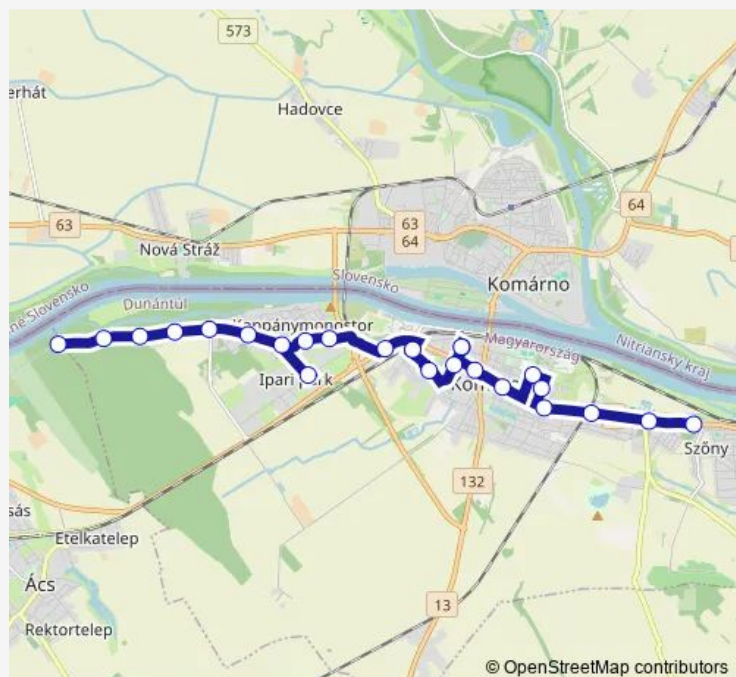 573
erhát
Hadovce
63
63
64
64
Nová Stráž
Slovensko
Komárno
né Slovensko
Dunántúl
Koppánymonostor
Magyarország
Nitriansky kraj
Ipari park
Szőny
132
sás
Etelkatelep
Ács
13
Rektortelep
© OpenStreetMap contributors